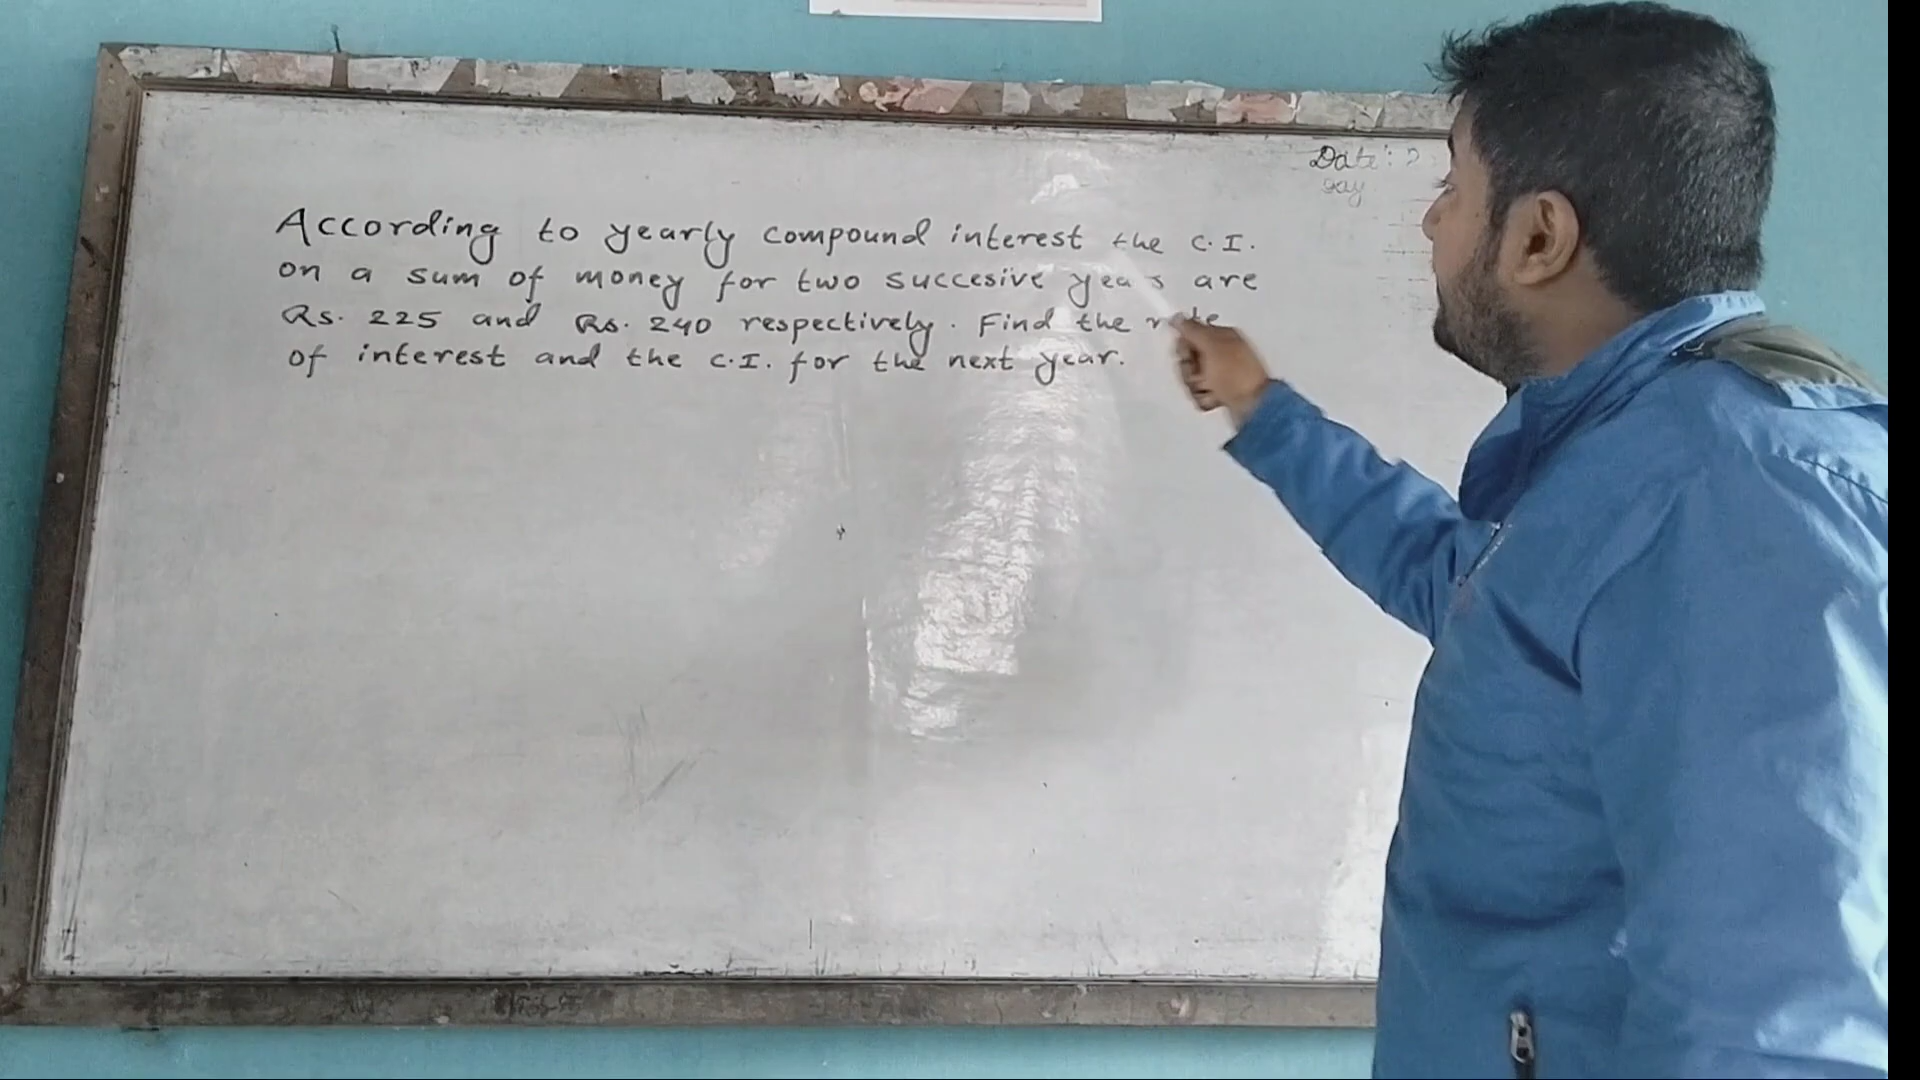 Date:
According to yearly compound interest the C.I.
on a sum of money for two succesive years are
Rs. 225 and Rs. 240 respectively. Find the rate
of interest and the C.I. for the next year.